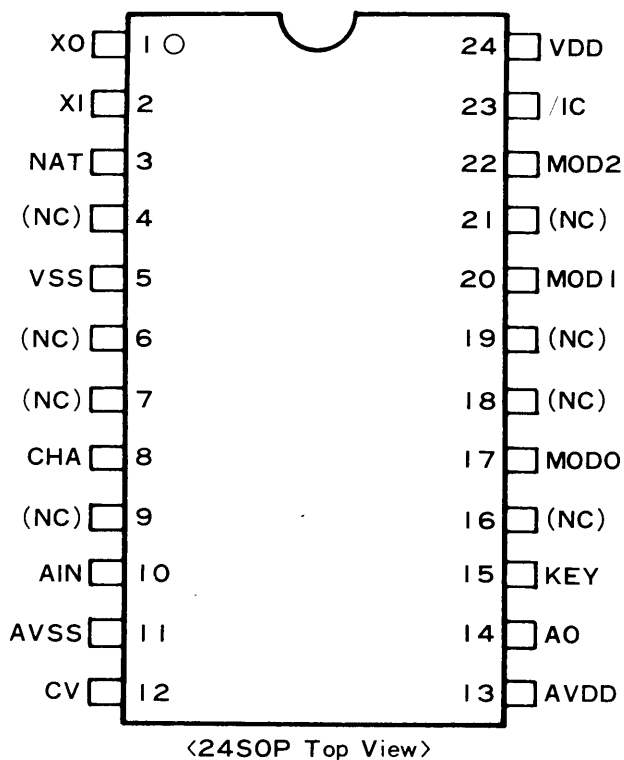 XO 1 24 VDD
XI 2 23 /IC
NAT 3 22 MOD2
(NC) 4 21 (NC)
VSS 5 20 MOD1
(NC) 6 19 (NC)
(NC) 7 18 (NC)
CHA 8 17 MOD0
(NC) 9 16 (NC)
AIN 10 15 KEY
AVSS 11 14 AO
CV 12 13 AVDD
<24SOP Top View>